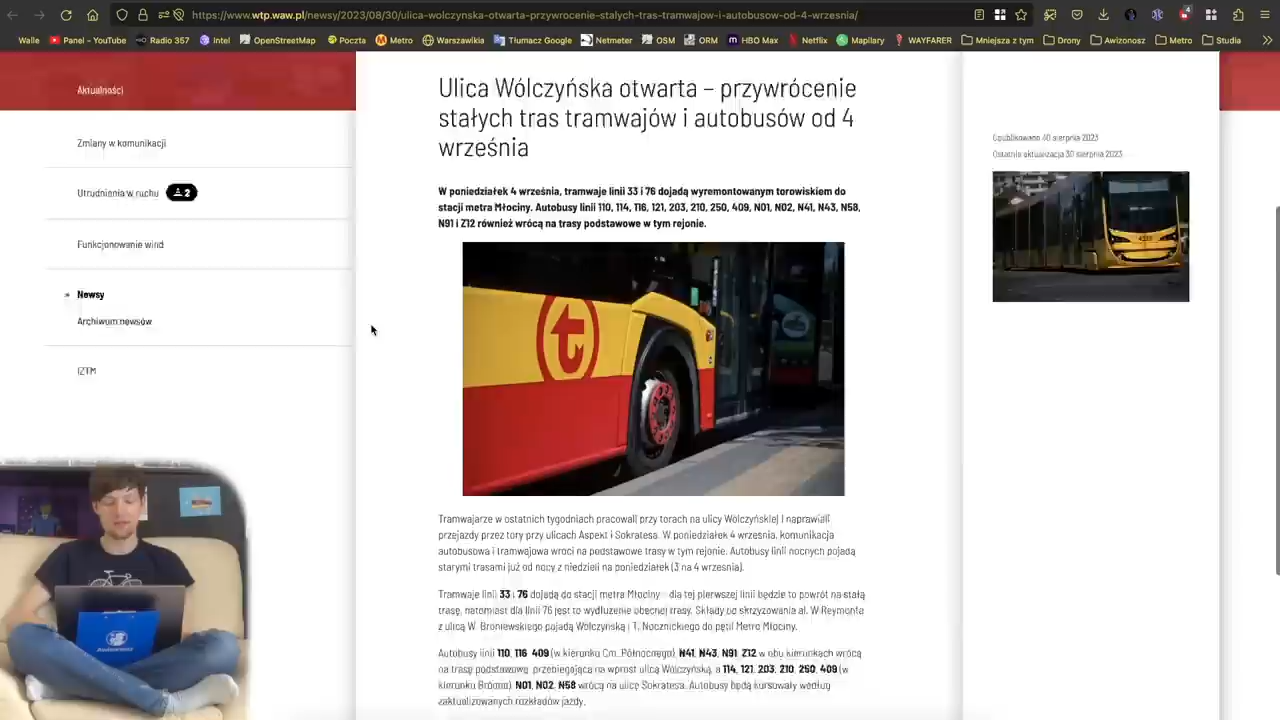 https://www.wtp.waw.pl/newsy/2023/08/30/ulica-wolczynska-otwarta-przywrocenie-stalych-tras-tramwajow-i-autobusow-od-4-wrzesnia/
4
Walle
Panel - YouTube
Radio 357
Intel
OpenStreetMap
Poczta
Metro
Warszawikia
Tłumacz Google
Netmeter
OSM
ORM
HBO Max
Netflix
Mapilary
WAYFARER
Mniejsza z tym
Drony
Awizonosz
Metro
Studia
Aktualności
Zmiany w komunikacji
Utrudnienia w ruchu 2
Funkcjonowanie wind
» Newsy
Archiwum newsów
IZTM
Ulica Wólczyńska otwarta – przywrócenie
stałych tras tramwajów i autobusów od 4
września
W poniedziałek 4 września, tramwaje linii 33 i 76 dojadą wyremontowanym torowiskiem do
stacji metra Młociny. Autobusy linii 110, 114, 116, 121, 203, 210, 250, 409, N01, N02, N41, N43, N58,
N91 i Z12 również wrócą na trasy podstawowe w tym rejonie.
Opublikowano 30 sierpnia 2023
Ostatnia aktualizacja 30 sierpnia 2023
Tramwajarze w ostatnich tygodniach pracowali przy torach na ulicy Wólczyńskiej i naprawiali
przejazdy przez tory przy ulicach Aspekt i Sokratesa. W poniedziałek 4 września, komunikacja
autobusowa i tramwajowa wróci na podstawowe trasy w tym rejonie. Autobusy linii nocnych pojadą
starymi trasami już od nocy z niedzieli na poniedziałek (3 na 4 września).
Tramwaje linii 33 i 76 dojadą do stacji metra Młociny – dla tej pierwszej linii będzie to powrót na stałą
trasę, natomiast dla linii 76 jest to wydłużenie obecnej trasy. Składy od skrzyżowania al. W. Reymonta
z ulicą W. Broniewskiego pojadą Wólczyńską i T. Nocznickiego do pętli Metro Młociny.
Autobusy linii 110, 116, 409 (w kierunku Cm. Północnego), N41, N43, N91, Z12 w obu kierunkach wrócą
na trasę podstawową, przebiegającą na wprost ulicą Wólczyńską, a 114, 121, 203, 210, 250, 409 (w
kierunku Bródna), N01, N02, N58 wrócą na ulicę Sokratesa. Autobusy będą kursowały według
zaktualizowanych rozkładów jazdy.